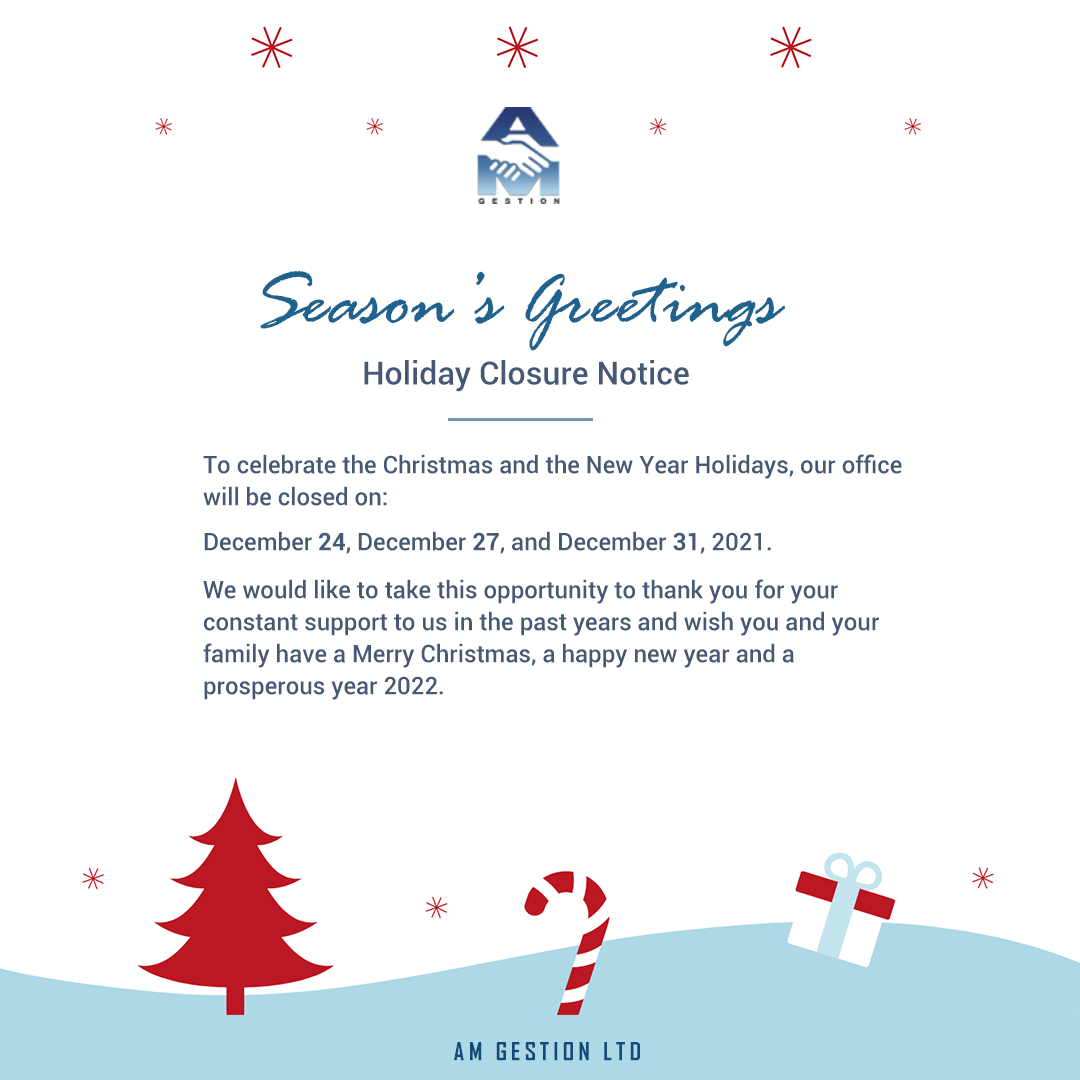 AM
GESTION
Season's Greetings
Holiday Closure Notice
To celebrate the Christmas and the New Year Holidays, our office
will be closed on:
December 24, December 27, and December 31, 2021.
We would like to take this opportunity to thank you for your
constant support to us in the past years and wish you and your
family have a Merry Christmas, a happy new year and a
prosperous year 2022.
AM GESTION LTD